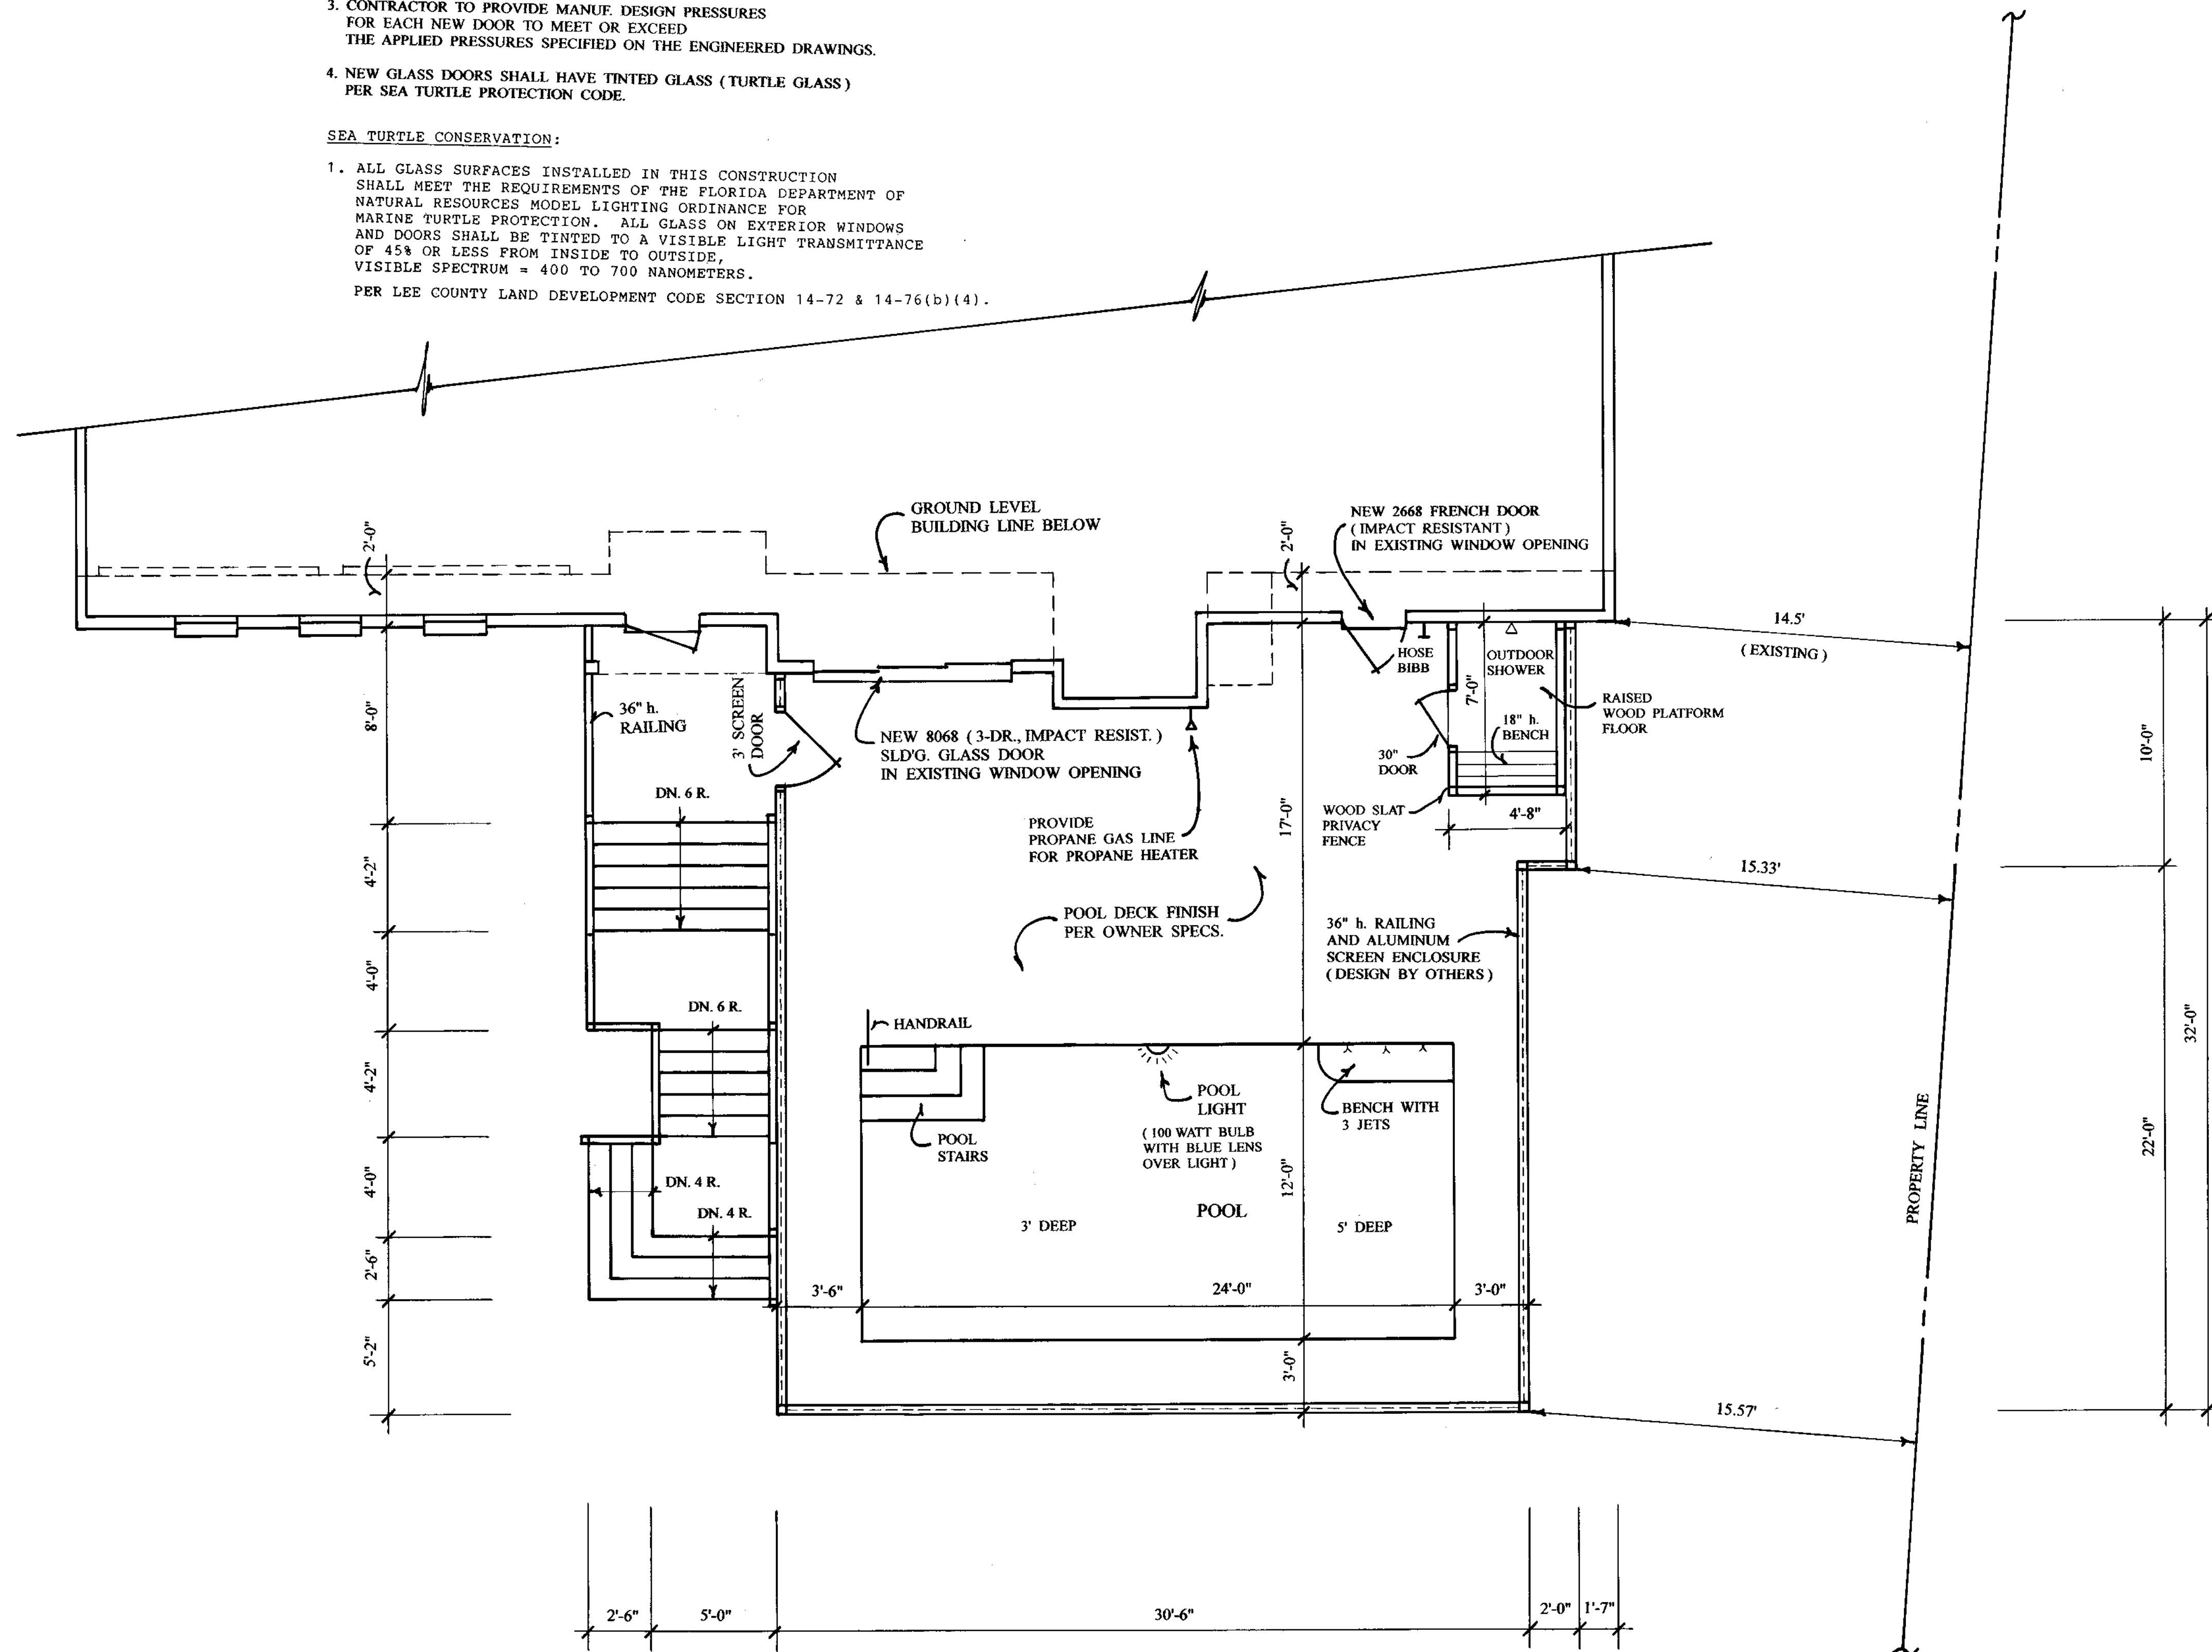 3. CONTRACTOR TO PROVIDE MANUF. DESIGN PRESSURES
FOR EACH NEW DOOR TO MEET OR EXCEED
THE APPLIED PRESSURES SPECIFIED ON THE ENGINEERED DRAWINGS.
4. NEW GLASS DOORS SHALL HAVE TINTED GLASS ( TURTLE GLASS )
PER SEA TURTLE PROTECTION CODE.
SEA TURTLE CONSERVATION:
1. ALL GLASS SURFACES INSTALLED IN THIS CONSTRUCTION
SHALL MEET THE REQUIREMENTS OF THE FLORIDA DEPARTMENT OF
NATURAL RESOURCES MODEL LIGHTING ORDINANCE FOR
MARINE TURTLE PROTECTION. ALL GLASS ON EXTERIOR WINDOWS
AND DOORS SHALL BE TINTED TO A VISIBLE LIGHT TRANSMITTANCE
OF 45% OR LESS FROM INSIDE TO OUTSIDE,
VISIBLE SPECTRUM = 400 TO 700 NANOMETERS.
PER LEE COUNTY LAND DEVELOPMENT CODE SECTION 14-72 & 14-76(b)(4).
GROUND LEVEL
BUILDING LINE BELOW
NEW 2668 FRENCH DOOR
( IMPACT RESISTANT )
IN EXISTING WINDOW OPENING
2'-0"
2'-0"
14.5'
( EXISTING )
HOSE
BIBB
OUTDOOR
SHOWER
7'-0"
RAISED
WOOD PLATFORM
FLOOR
18" h.
BENCH
30"
DOOR
WOOD SLAT
PRIVACY
FENCE
4'-8"
36" h.
RAILING
3' SCREEN
DOOR
NEW 8068 ( 3-DR., IMPACT RESIST. )
SLD'G. GLASS DOOR
IN EXISTING WINDOW OPENING
8'-0"
DN. 6 R.
PROVIDE
PROPANE GAS LINE
FOR PROPANE HEATER
17'-0"
10'-0"
15.33'
4'-2"
POOL DECK FINISH
PER OWNER SPECS.
36" h. RAILING
AND ALUMINUM
SCREEN ENCLOSURE
( DESIGN BY OTHERS )
4'-0"
DN. 6 R.
HANDRAIL
32'-0"
4'-2"
POOL
STAIRS
POOL
LIGHT
( 100 WATT BULB
WITH BLUE LENS
OVER LIGHT )
BENCH WITH
3 JETS
22'-0"
PROPERTY LINE
4'-0"
DN. 4 R.
DN. 4 R.
12'-0"
POOL
3' DEEP
5' DEEP
2'-6"
3'-6"
24'-0"
3'-0"
5'-2"
3'-0"
15.57'
2'-6"
5'-0"
30'-6"
2'-0"
1'-7"